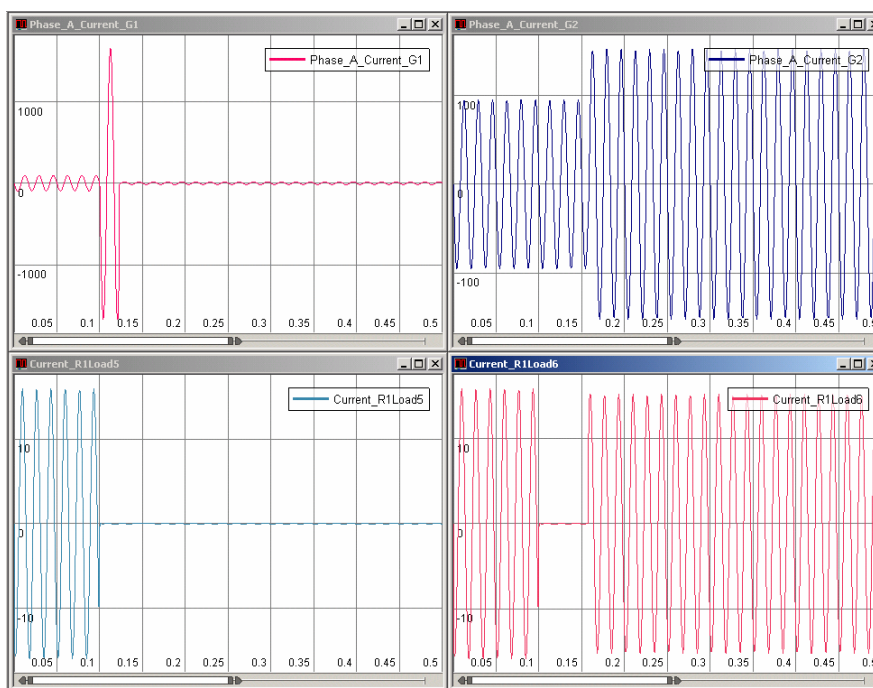 Phase_A_Current_G1
Phase_A_Current_G1
1000
0
-1000
0.05 0.1 0.15 0.2 0.25 0.3 0.35 0.4 0.45 0.5
Phase_A_Current_G2
Phase_A_Current_G2
100
0
-100
0.05 0.1 0.15 0.2 0.25 0.3 0.35 0.4 0.45
Current_R1Load5
Current_R1Load5
10
0
-10
0.05 0.1 0.15 0.2 0.25 0.3 0.35 0.4 0.45 0.5
Current_R1Load6
Current_R1Load6
10
0
-10
0.05 0.1 0.15 0.2 0.25 0.3 0.35 0.4 0.45